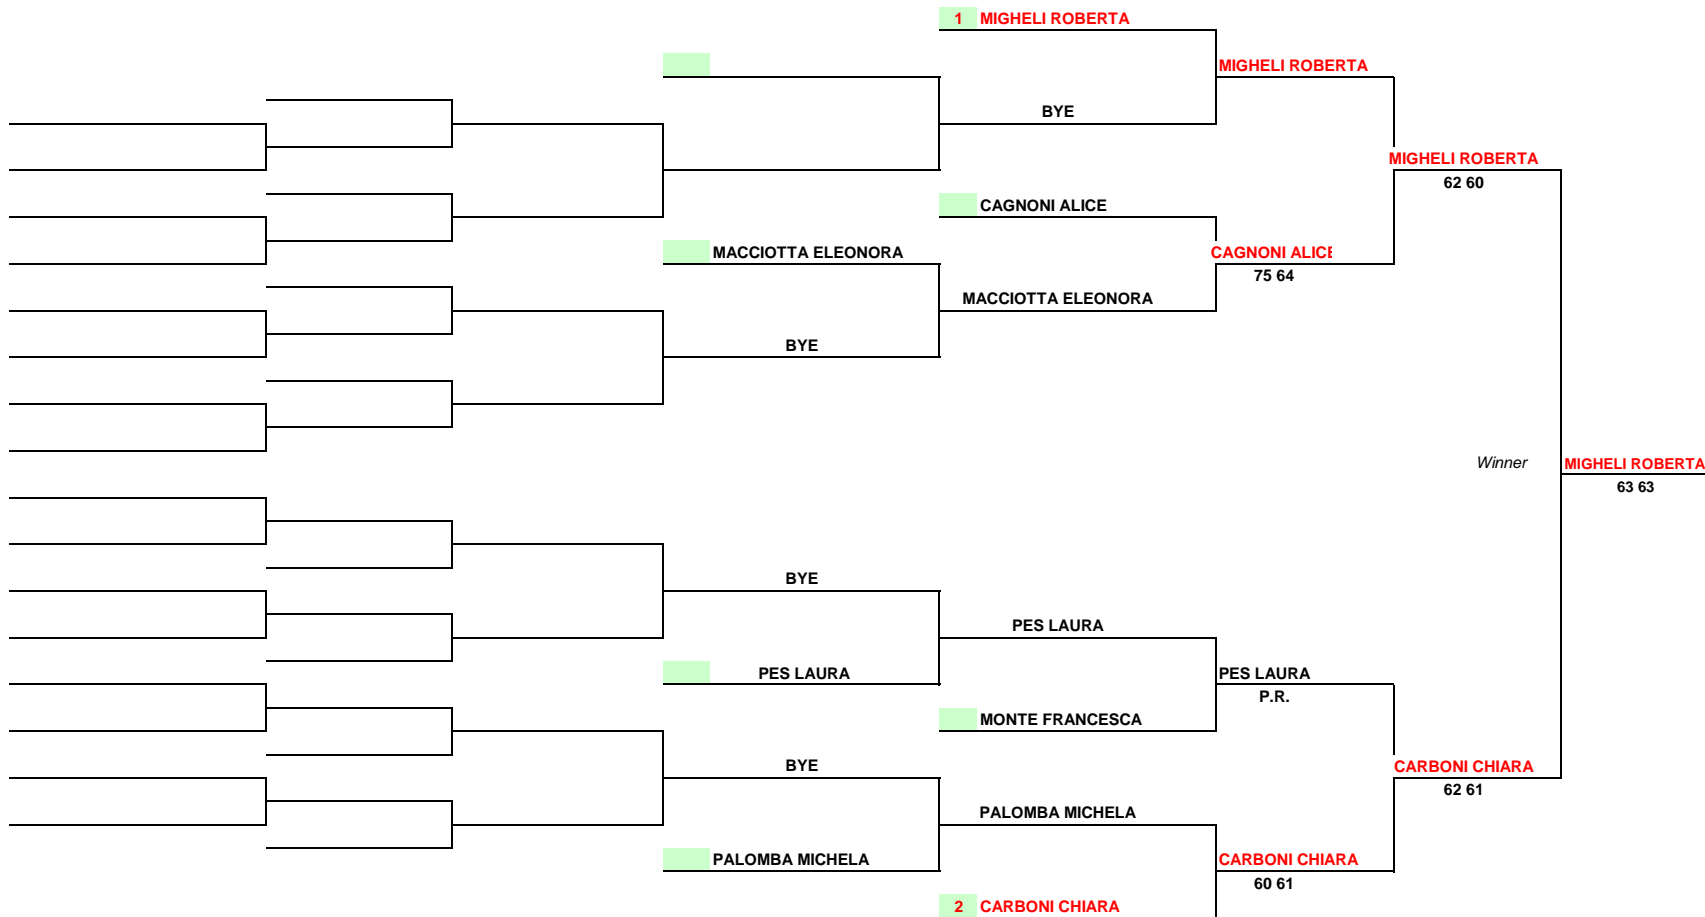 1 MIGHELI ROBERTA
MIGHELI ROBERTA
BYE
MIGHELI ROBERTA
62 60
CAGNONI ALICE
MACCIOTTA ELEONORA
CAGNONI ALICE
75 64
MACCIOTTA ELEONORA
BYE
Winner
MIGHELI ROBERTA
63 63
BYE
PES LAURA
PES LAURA
PES LAURA
P.R.
MONTE FRANCESCA
BYE
CARBONI CHIARA
62 61
PALOMBA MICHELA
PALOMBA MICHELA
CARBONI CHIARA
60 61
2 CARBONI CHIARA